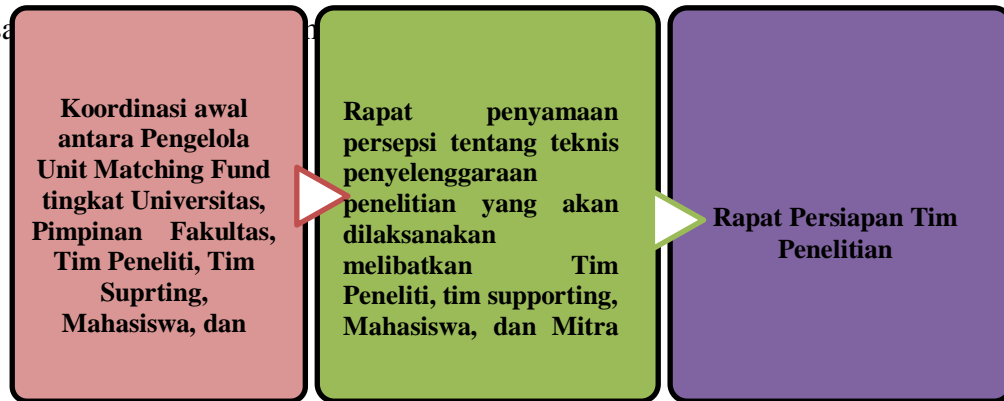 Koordinasi awal
antara Pengelola
Unit Matching Fund
tingkat Universitas,
Pimpinan Fakultas,
Tim Peneliti, Tim
Suprting,
Mahasiswa, dan
Rapat penyamaan
persepsi tentang teknis
penyelenggaraan
penelitian yang akan
dilaksanakan
melibatkan Tim
Peneliti, tim supporting,
Mahasiswa, dan Mitra
Rapat Persiapan Tim
Penelitian